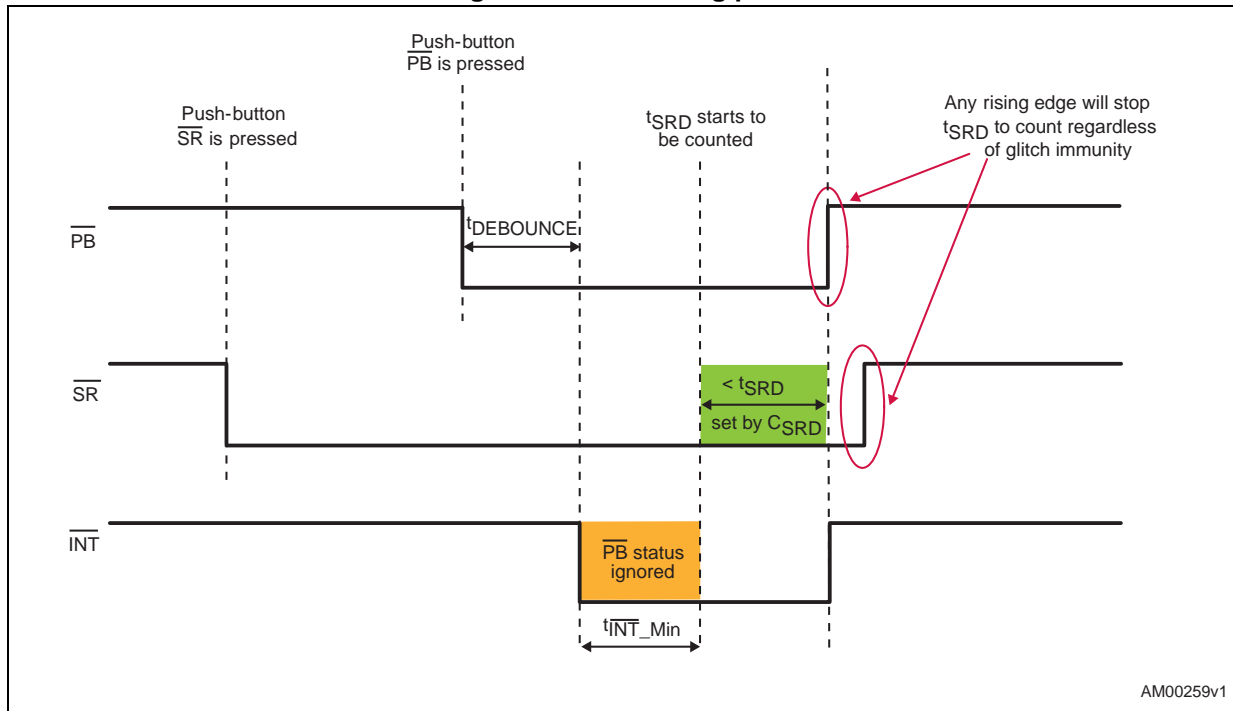 Push-button
PB is pressed
Push-button
SR is pressed
tSRD starts to
be counted
Any rising edge will stop
tSRD to count regardless
of glitch immunity
PB
tDEBOUNCE
SR
< tSRD
set by CSRD
INT
PB status
ignored
tINT_Min
AM00259v1